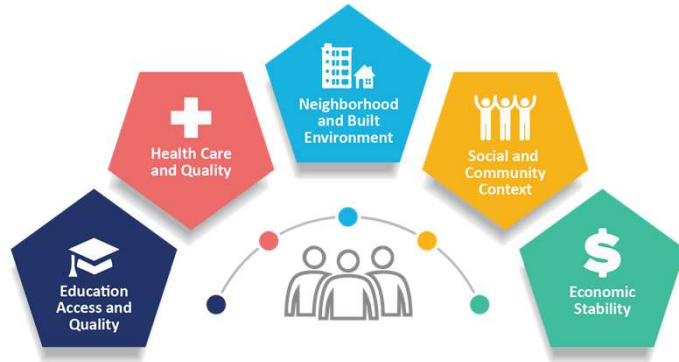 Education
Access and
Quality
Health Care
and Quality
Neighborhood
and Built
Environment
Social and
Community
Context
$
Economic
Stability